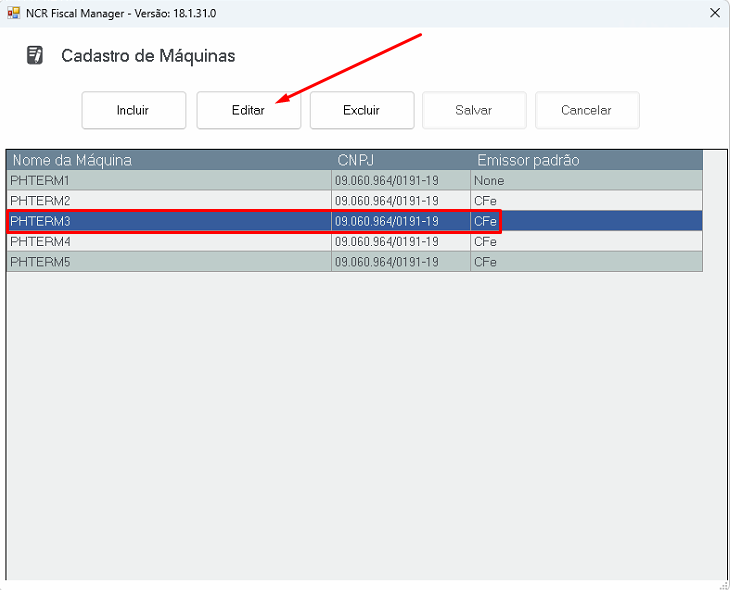 NCR Fiscal Manager - Versão: 18.1.31.0
Cadastro de Máquinas
Incluir Editar Excluir Salvar Cancelar
Nome da Máquina CNPJ Emissor padrão
PHTERM1 09.060.964/0191-19 None
PHTERM2 09.060.964/0191-19 CFe
PHTERM3 09.060.964/0191-19 CFe
PHTERM4 09.060.964/0191-19 CFe
PHTERM5 09.060.964/0191-19 CFe